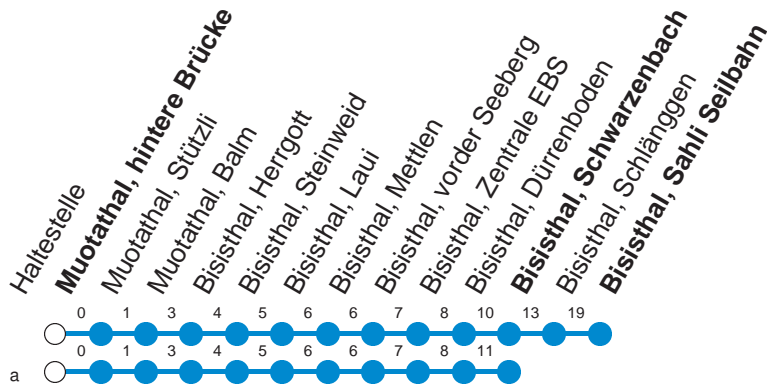 Haltestelle
Muotathal, hintere Brücke
Muotathal, Stützli
Muotathal, Balm
Bisisthal, Herrgott
Bisisthal, Steinweid
Bisisthal, Laui
Bisisthal, Mettlen
Bisisthal, vorder Seeberg
Bisisthal, Zentrale EBS
Bisisthal, Dürrenboden
Bisisthal, Schwarzenbach
Bisisthal, Schlänggen
Bisisthal, Sahli Seilbahn
0 1 3 4 5 6 6 7 8 10 13 19
a 0 1 3 4 5 6 6 7 8 11